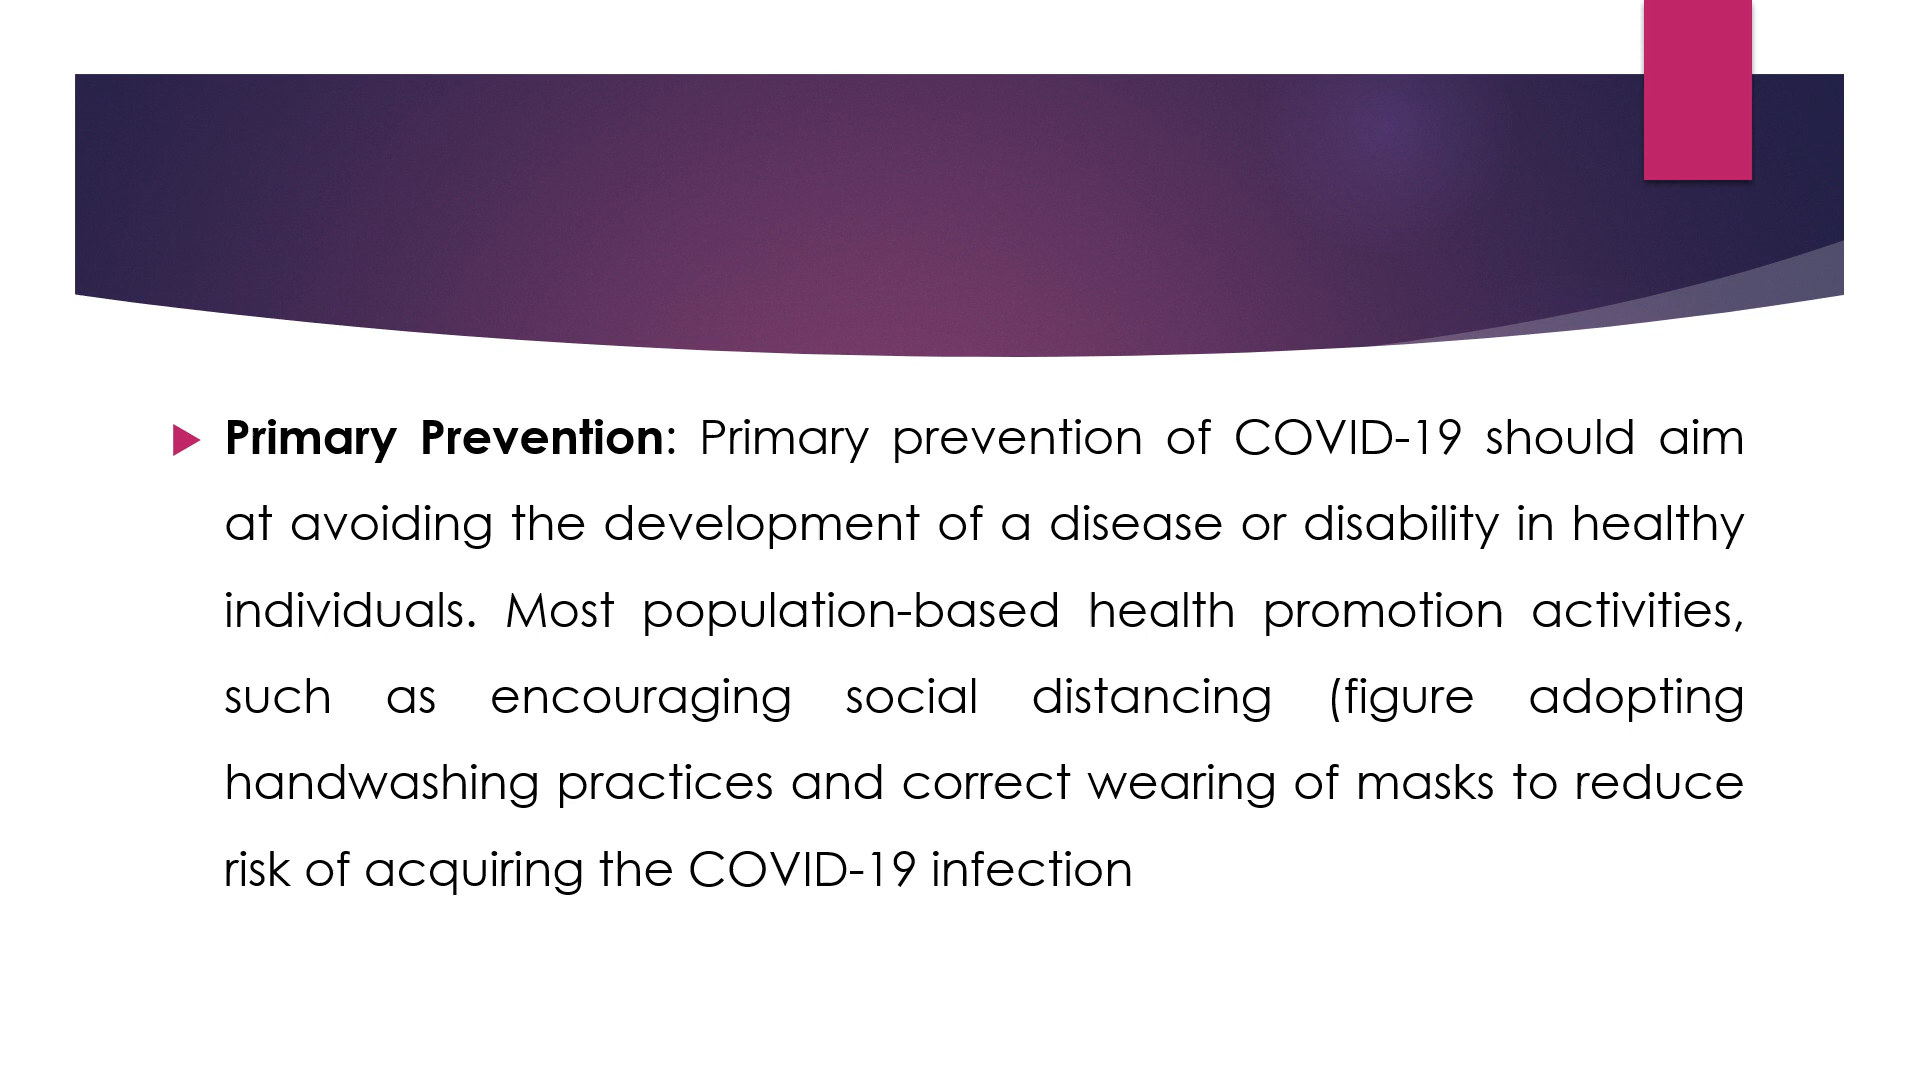 Primary Prevention: Primary prevention of COVID-19 should aim
at avoiding the development of a disease or disability in healthy
individuals. Most population-based health promotion activities,
such as encouraging social distancing (figure adopting
handwashing practices and correct wearing of masks to reduce
risk of acquiring the COVID-19 infection